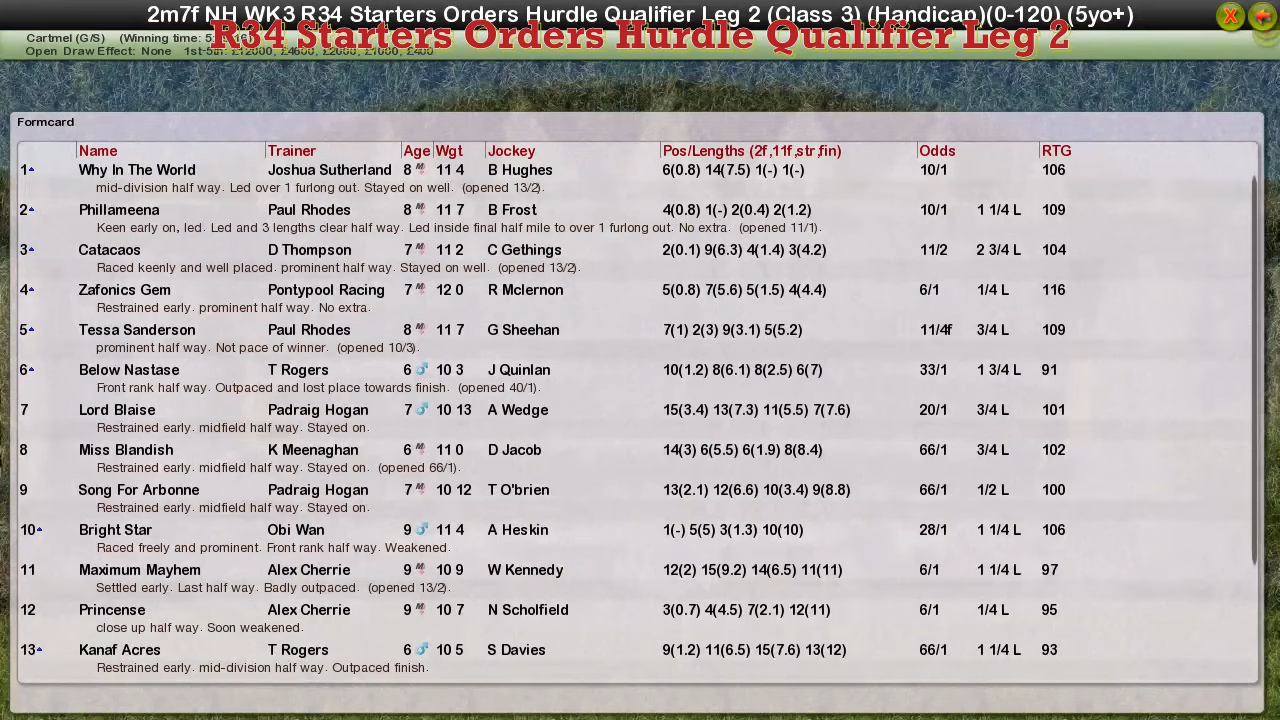 2m7f NH WK3 R34 Starters Orders Hurdle Qualifier Leg 2 (Class 3) (Handicap)(0-120) (5yo+)
R34 Starters Orders Hurdle Qualifier Leg 2
Cartmel (G/S) (Winning time:
Open Draw Effect: None 1st-5th: £12000, £4600, £2000, £1000, £400
Formcard
Name Trainer Age Wgt Jockey Pos/Lengths (2f,11f,str,fin) Odds RTG
1 Why In The World Joshua Sutherland 8 11 4 B Hughes 6(0.8) 14(7.5) 1(-) 1(-) 10/1 106
mid-division half way. Led over 1 furlong out. Stayed on well. (opened 13/2).
2 Phillameena Paul Rhodes 8 11 7 B Frost 4(0.8) 1(-) 2(0.4) 2(1.2) 10/1 1 1/4 L 109
Keen early on, led. Led and 3 lengths clear half way. Led inside final half mile to over 1 furlong out. No extra. (opened 11/1).
3 Catacaos D Thompson 7 11 2 C Gethings 2(0.1) 9(6.3) 4(1.4) 3(4.2) 11/2 2 3/4 L 104
Raced keenly and well placed. prominent half way. Stayed on well. (opened 13/2).
4 Zafonics Gem Pontypool Racing 7 12 0 R Mclernon 5(0.8) 7(5.6) 5(1.5) 4(4.4) 6/1 1/4 L 116
Restrained early. prominent half way. No extra.
5 Tessa Sanderson Paul Rhodes 8 11 7 G Sheehan 7(1) 2(3) 9(3.1) 5(5.2) 11/4f 3/4 L 109
prominent half way. Not pace of winner. (opened 10/3).
6 Below Nastase T Rogers 6 10 3 J Quinlan 10(1.2) 8(6.1) 8(2.5) 6(7) 33/1 1 3/4 L 91
Front rank half way. Outpaced and lost place towards finish. (opened 40/1).
7 Lord Blaise Padraig Hogan 7 10 13 A Wedge 15(3.4) 13(7.3) 11(5.5) 7(7.6) 20/1 3/4 L 101
Restrained early. midfield half way. Stayed on.
8 Miss Blandish K Meenaghan 6 11 0 D Jacob 14(3) 6(5.5) 6(1.9) 8(8.4) 66/1 3/4 L 102
Restrained early. midfield half way. Stayed on. (opened 66/1).
9 Song For Arbonne Padraig Hogan 7 10 12 T O'brien 13(2.1) 12(6.6) 10(3.4) 9(8.8) 66/1 1/2 L 100
Restrained early. midfield half way. Stayed on.
10 Bright Star Obi Wan 9 11 4 A Heskin 1(-) 5(5) 3(1.3) 10(10) 28/1 1 1/4 L 106
Raced freely and prominent. Front rank half way. Weakened.
11 Maximum Mayhem Alex Cherrie 9 10 9 W Kennedy 12(2) 15(9.2) 14(6.5) 11(11) 6/1 1 1/4 L 97
Settled early. Last half way. Badly outpaced. (opened 13/2).
12 Princense Alex Cherrie 9 10 7 N Scholfield 3(0.7) 4(4.5) 7(2.1) 12(11) 6/1 1/4 L 95
close up half way. Soon weakened.
13 Kanaf Acres T Rogers 6 10 5 S Davies 9(1.2) 11(6.5) 15(7.6) 13(12) 66/1 1 1/4 L 93
Restrained early. mid-division half way. Outpaced finish.